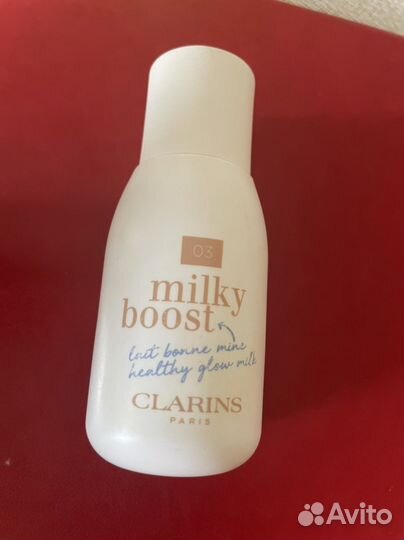 03
milky
boost
lait bonne mine
healthy glow milk
CLARINS
PARIS
Avito